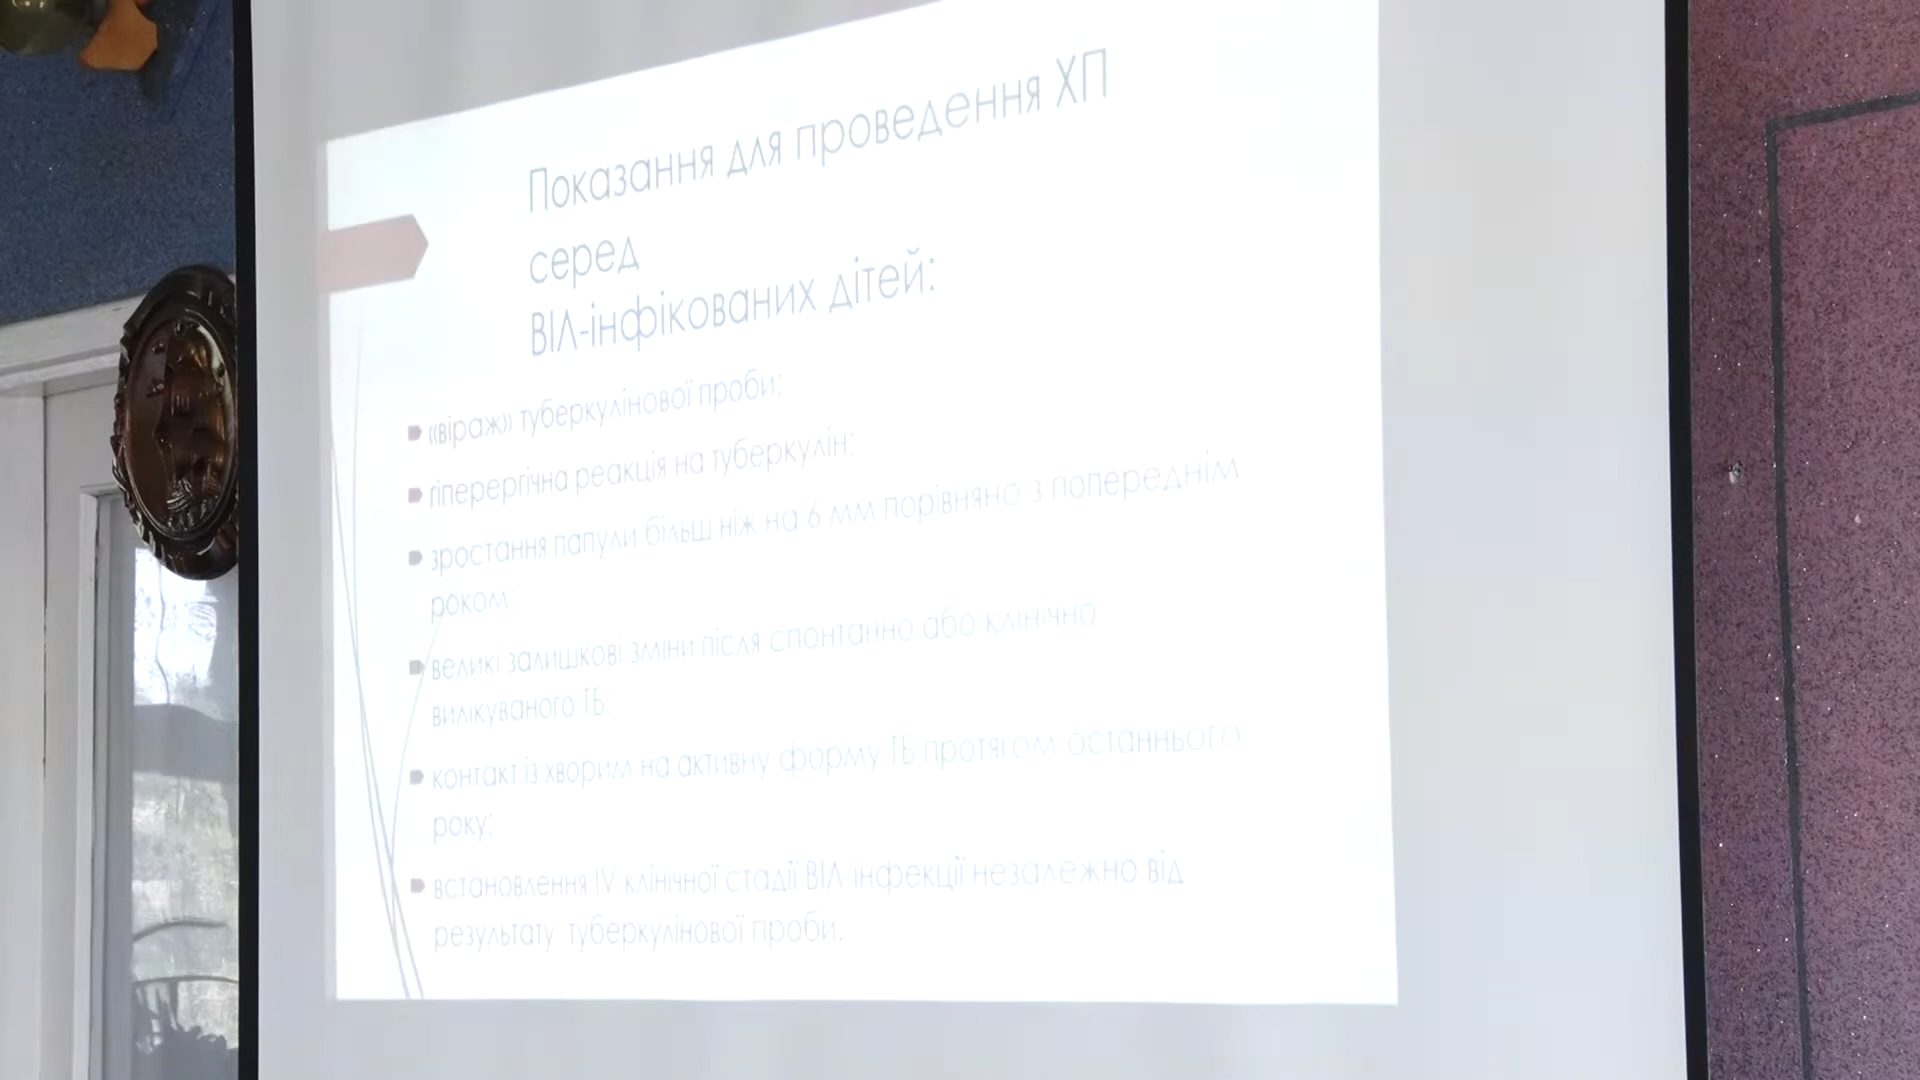 Показання для проведення ХП
серед
ВІЛ-інфікованих дітей:
«віраж» туберкулінової проби;
гіперергічна реакція на туберкулін;
зростання папули більш ніж на 6 мм порівняно з попереднім
роком;
великі залишкові зміни після спонтанно або клінічно
вилікуваного ТБ;
контакт із хворим на активну форму ТБ протягом останнього
року;
встановлення IV клінічної стадії ВІЛ-інфекції незалежно від
результату туберкулінової проби.